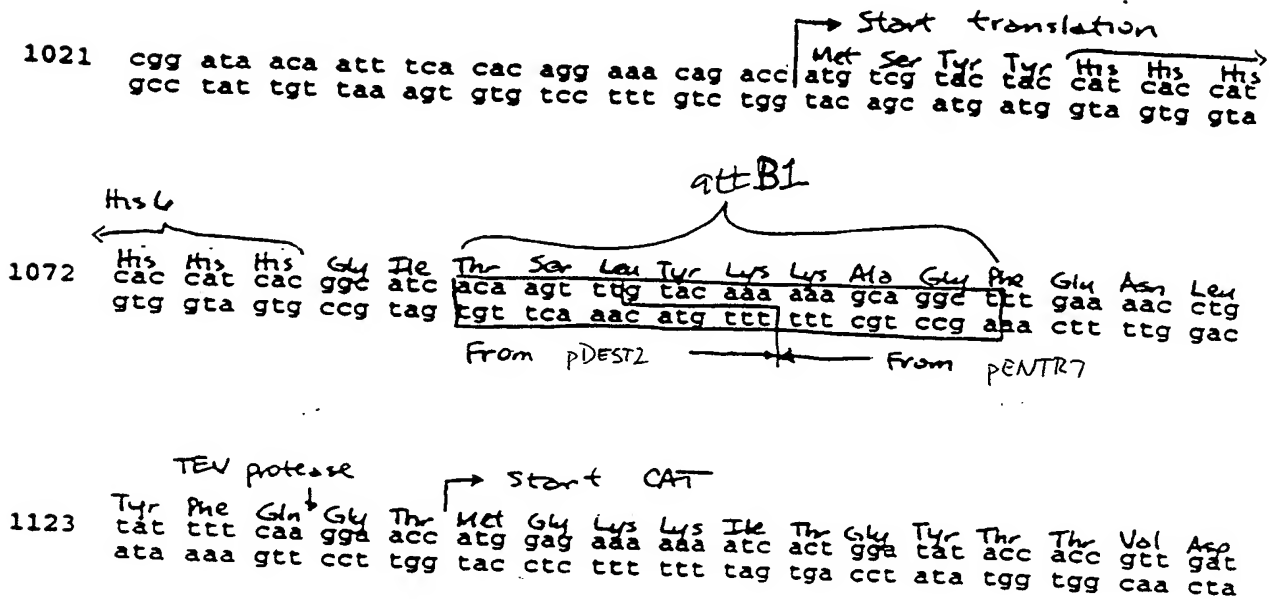 Start translation
Met Ser Tyr Tyr His His His
1021 cgg ata aca att tca cac agg aaa cag acc atg tcg tac tac cat cac cat
gcc tat tgt taa agt gtg tcc ttt gtc tgg tac agc atg atg gta gtg gta
attB1
His6
His His His Gly Ile Thr Ser Leu Tyr Lys Lys Ala Gly Phe Glu Asn Leu
1072 cac cat cac ggc atc aca agt ttg tac aaa aaa gca ggc ttt gaa aac ctg
gtg gta gtg ccg tag tgt tca aac atg ttt ttt cgt ccg aaa ctt ttg gac
From pDEST2 From pENTR7
TEV protease
Start CAT
Tyr Phe Gln Gly Thr Met Gly Lys Lys Ile Thr Gly Tyr Thr Thr Val Asp
1123 tat ttt caa gga acc atg gag aaa aaa atc act gga tat acc acc gtt gat
ata aaa gtt cct tgg tac ctc ttt ttt tag tga cct ata tgg tgg caa cta